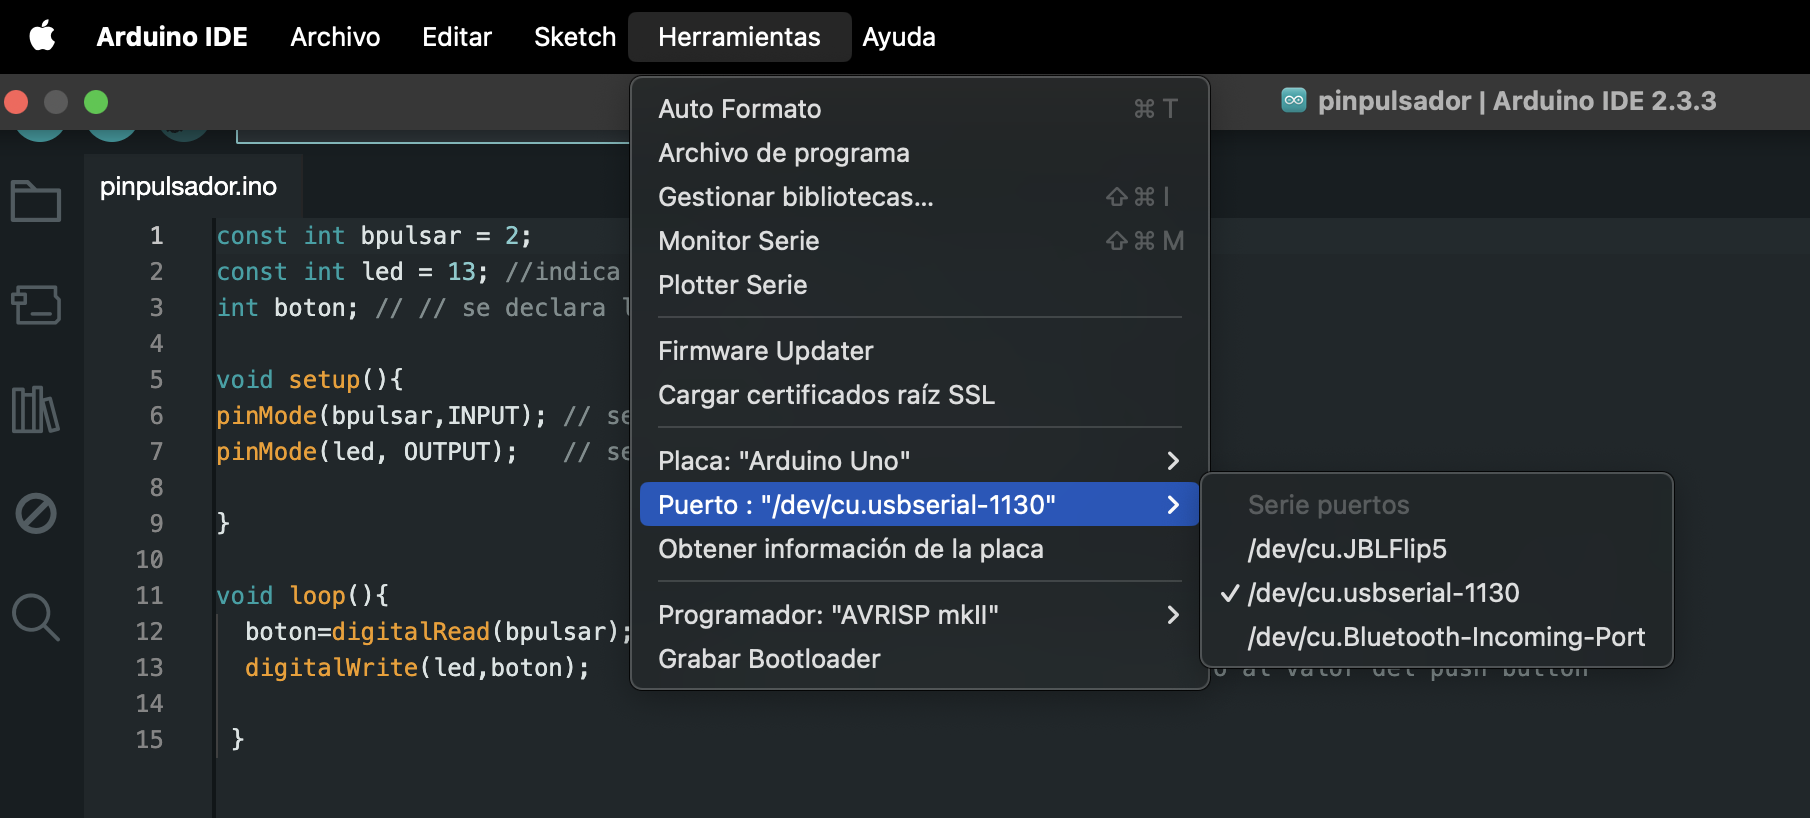 Arduino IDE Archivo Editar Sketch Herramientas Ayuda
pinpulsador | Arduino IDE 2.3.3
pinpulsador.ino
1 const int bpulsar = 2;
2 const int led = 13; //indica
3 int boton; // // se declara
4
5 void setup(){
6 pinMode(bpulsar,INPUT); // se
7 pinMode(led, OUTPUT); // se
8
9 }
10
11 void loop(){
12 boton=digitalRead(bpulsar);
13 digitalWrite(led,boton); o al valor del push button
14
15 }
Auto Formato ⌘ T
Archivo de programa
Gestionar bibliotecas... ⇧ ⌘ I
Monitor Serie ⇧ ⌘ M
Plotter Serie
Firmware Updater
Cargar certificados raíz SSL
Placa: "Arduino Uno"
Puerto : "/dev/cu.usbserial-1130"
Obtener información de la placa
Programador: "AVRISP mkII"
Grabar Bootloader
Serie puertos
/dev/cu.JBLFlip5
✓ /dev/cu.usbserial-1130
/dev/cu.Bluetooth-Incoming-Port